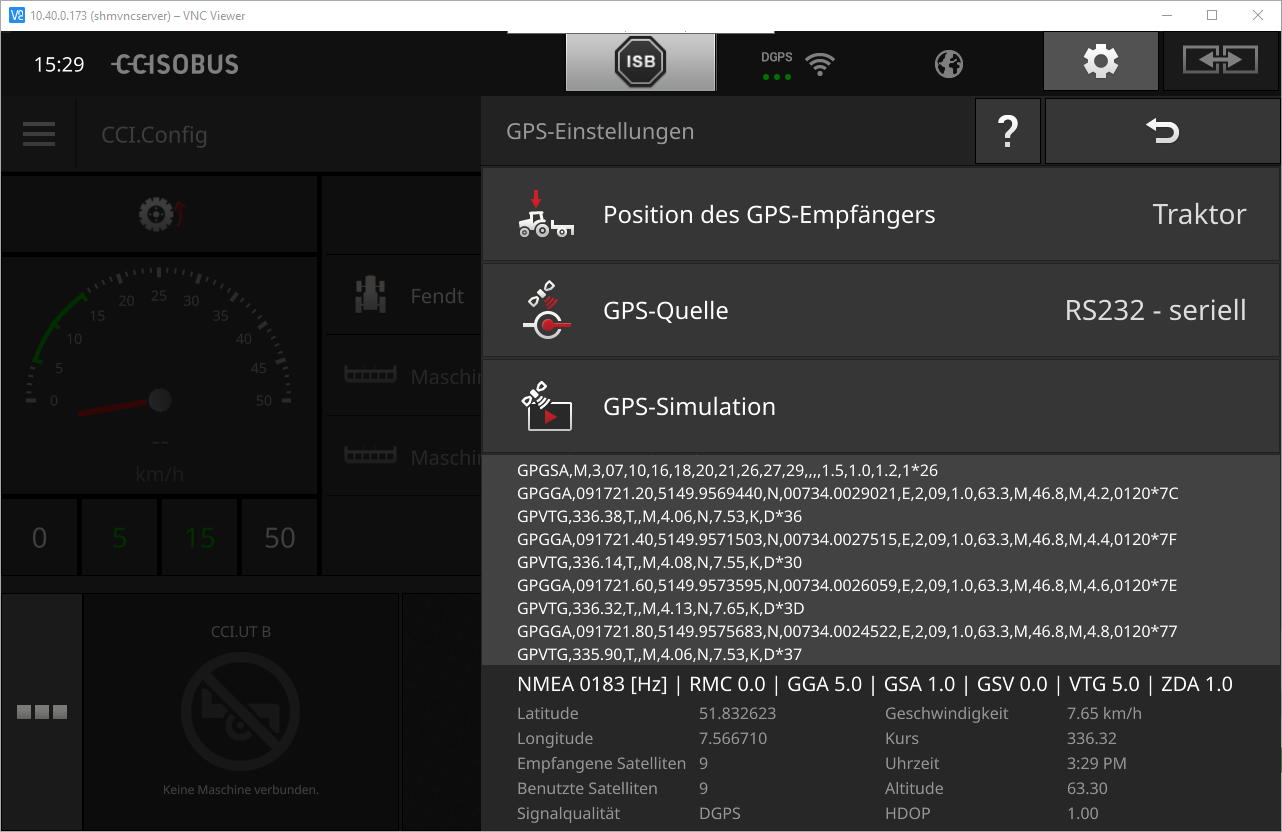 10.40.0.173 (shmvncserver) – VNC Viewer
15:29
CCISOBUS
ISB
DGPS
CCI.Config
GPS-Einstellungen
?
Position des GPS-Empfängers
Traktor
GPS-Quelle
RS232 - seriell
GPS-Simulation
0
5
10
15
20
25
30
35
40
45
50
--
km/h
Fendt
Maschin
Maschin
0
5
15
50
GPGSA,M,3,07,10,16,18,20,21,26,27,29,,,,1.5,1.0,1.2,1*26
GPGGA,091721.20,5149.9569440,N,00734.0029021,E,2,09,1.0,63.3,M,46.8,M,4.2,0120*7C
GPVTG,336.38,T,,M,4.06,N,7.53,K,D*36
GPGGA,091721.40,5149.9571503,N,00734.0027515,E,2,09,1.0,63.3,M,46.8,M,4.4,0120*7F
GPVTG,336.14,T,,M,4.08,N,7.55,K,D*30
GPGGA,091721.60,5149.9573595,N,00734.0026059,E,2,09,1.0,63.3,M,46.8,M,4.6,0120*7E
GPVTG,336.32,T,,M,4.13,N,7.65,K,D*3D
GPGGA,091721.80,5149.9575683,N,00734.0024522,E,2,09,1.0,63.3,M,46.8,M,4.8,0120*77
GPVTG,335.90,T,,M,4.06,N,7.53,K,D*37
NMEA 0183 [Hz] | RMC 0.0 | GGA 5.0 | GSA 1.0 | GSV 0.0 | VTG 5.0 | ZDA 1.0
Latitude 51.832623 Geschwindigkeit 7.65 km/h
Longitude 7.566710 Kurs 336.32
Empfangene Satelliten 9 Uhrzeit 3:29 PM
Benutzte Satelliten 9 Altitude 63.30
Signalqualität DGPS HDOP 1.00
CCI.UT B
Keine Maschine verbunden.